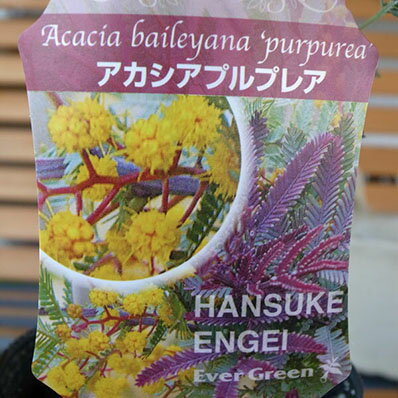 Acacia baileyana 'purpurea'
アカシアプルプレア
HANSUKE
ENGEI
Ever Green